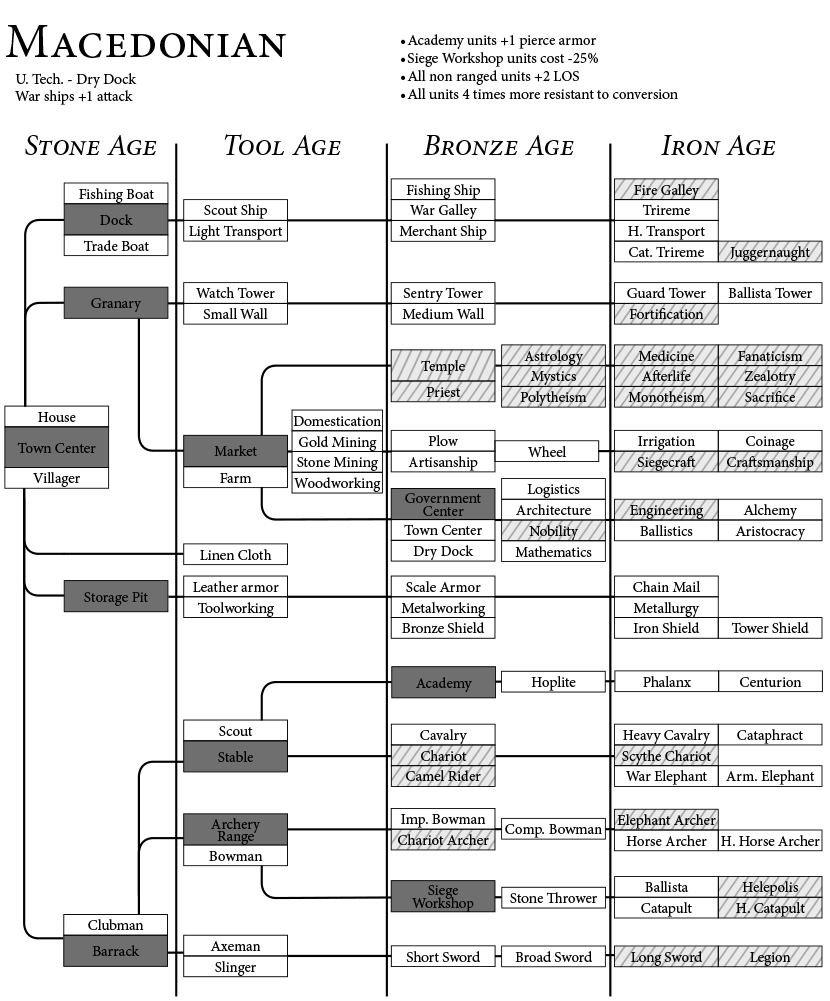 MACEDONIAN
U. Tech. - Dry Dock
War ships +1 attack
• Academy units +1 pierce armor
• Siege Workshop units cost -25%
• All non ranged units +2 LOS
• All units 4 times more resistant to conversion
STONE AGE
TOOL AGE
BRONZE AGE
IRON AGE
Fishing Boat
Dock
Trade Boat
Scout Ship
Light Transport
Fishing Ship
War Galley
Merchant Ship
Fire Galley
Trireme
H. Transport
Cat. Trireme
Juggernaught
Granary
Watch Tower
Small Wall
Sentry Tower
Medium Wall
Guard Tower
Ballista Tower
Fortification
Temple
Priest
Astrology
Mystics
Polytheism
Medicine
Fanaticism
Afterlife
Zealotry
Monotheism
Sacrifice
House
Town Center
Villager
Market
Farm
Domestication
Gold Mining
Stone Mining
Woodworking
Plow
Artisanship
Wheel
Irrigation
Coinage
Siegecraft
Craftsmanship
Government
Center
Town Center
Dry Dock
Logistics
Architecture
Nobility
Mathematics
Engineering
Alchemy
Ballistics
Aristocracy
Linen Cloth
Storage Pit
Leather armor
Toolworking
Scale Armor
Metalworking
Bronze Shield
Chain Mail
Metallurgy
Iron Shield
Tower Shield
Academy
Hoplite
Phalanx
Centurion
Scout
Stable
Cavalry
Chariot
Camel Rider
Heavy Cavalry
Cataphract
Scythe Chariot
War Elephant
Arm. Elephant
Archery
Range
Bowman
Imp. Bowman
Chariot Archer
Comp. Bowman
Elephant Archer
Horse Archer
H. Horse Archer
Siege
Workshop
Stone Thrower
Ballista
Helepolis
Catapult
H. Catapult
Clubman
Barrack
Axeman
Slinger
Short Sword
Broad Sword
Long Sword
Legion